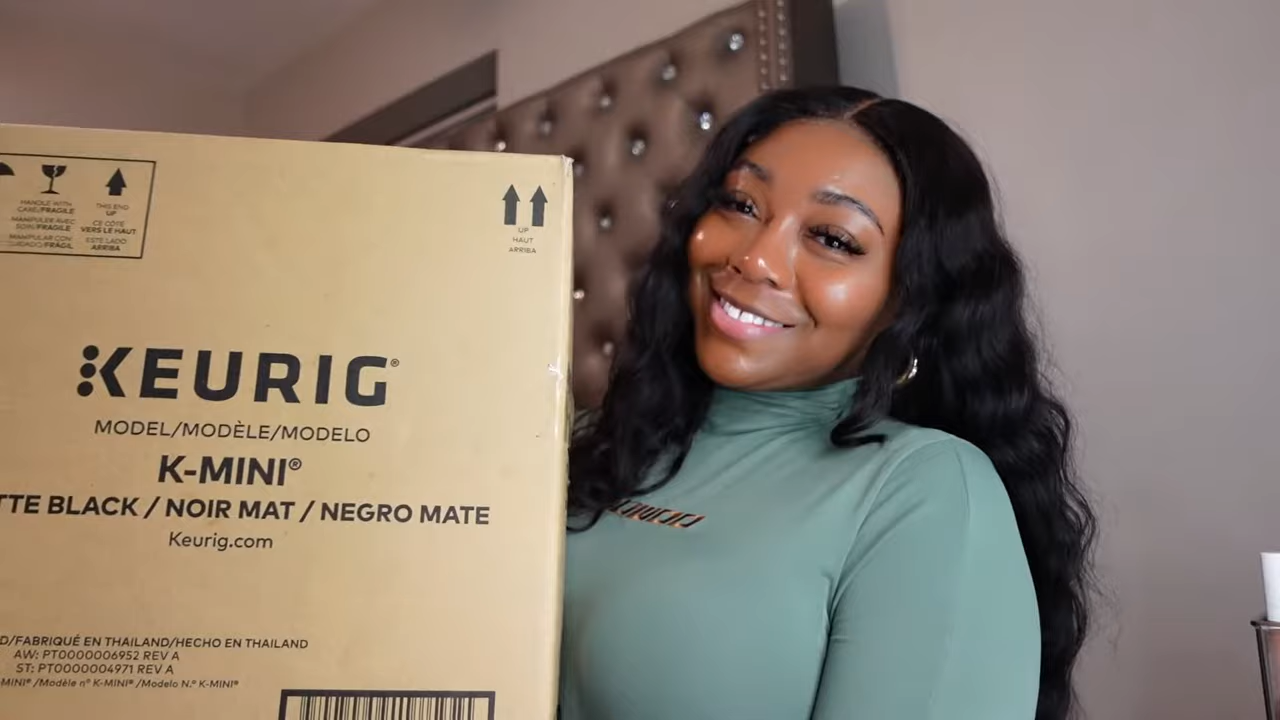 HANDLE WITH
CARE/FRAGILE
MANIPULER AVEC
SOIN/FRAGILE
MANIPULAR CON
CUIDADO/FRÁGIL
THIS END
UP
CE CÔTÉ
VERS LE HAUT
ESTE LADO
ARRIBA
UP
HAUT
ARRIBA
KEURIG®
MODEL/MODÈLE/MODELO
K-MINI®
TTE BLACK / NOIR MAT / NEGRO MATE
Keurig.com
D/FABRIQUÉ EN THAILAND/HECHO EN THAILAND
AW: PT0000006952 REV A
ST: PT0000004971 REV A
MINI® /Modèle nº K-MINI® /Modelo N.º K-MINI®